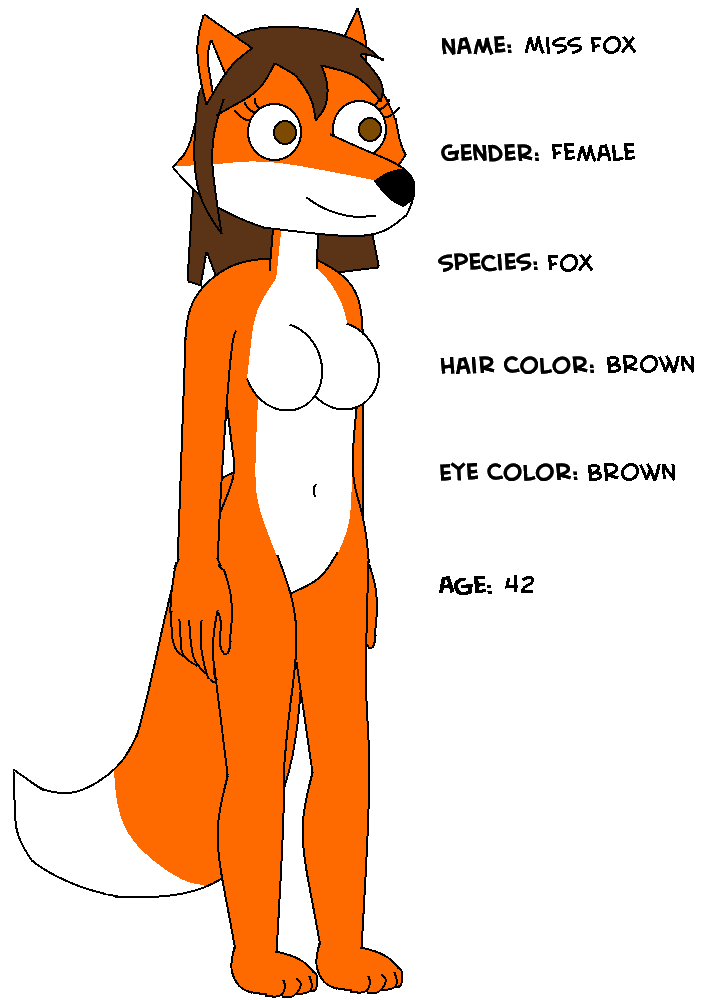 NAME: MISS FOX
GENDER: FEMALE
SPECIES: FOX
HAIR COLOR: BROWN
EYE COLOR: BROWN
AGE: 42